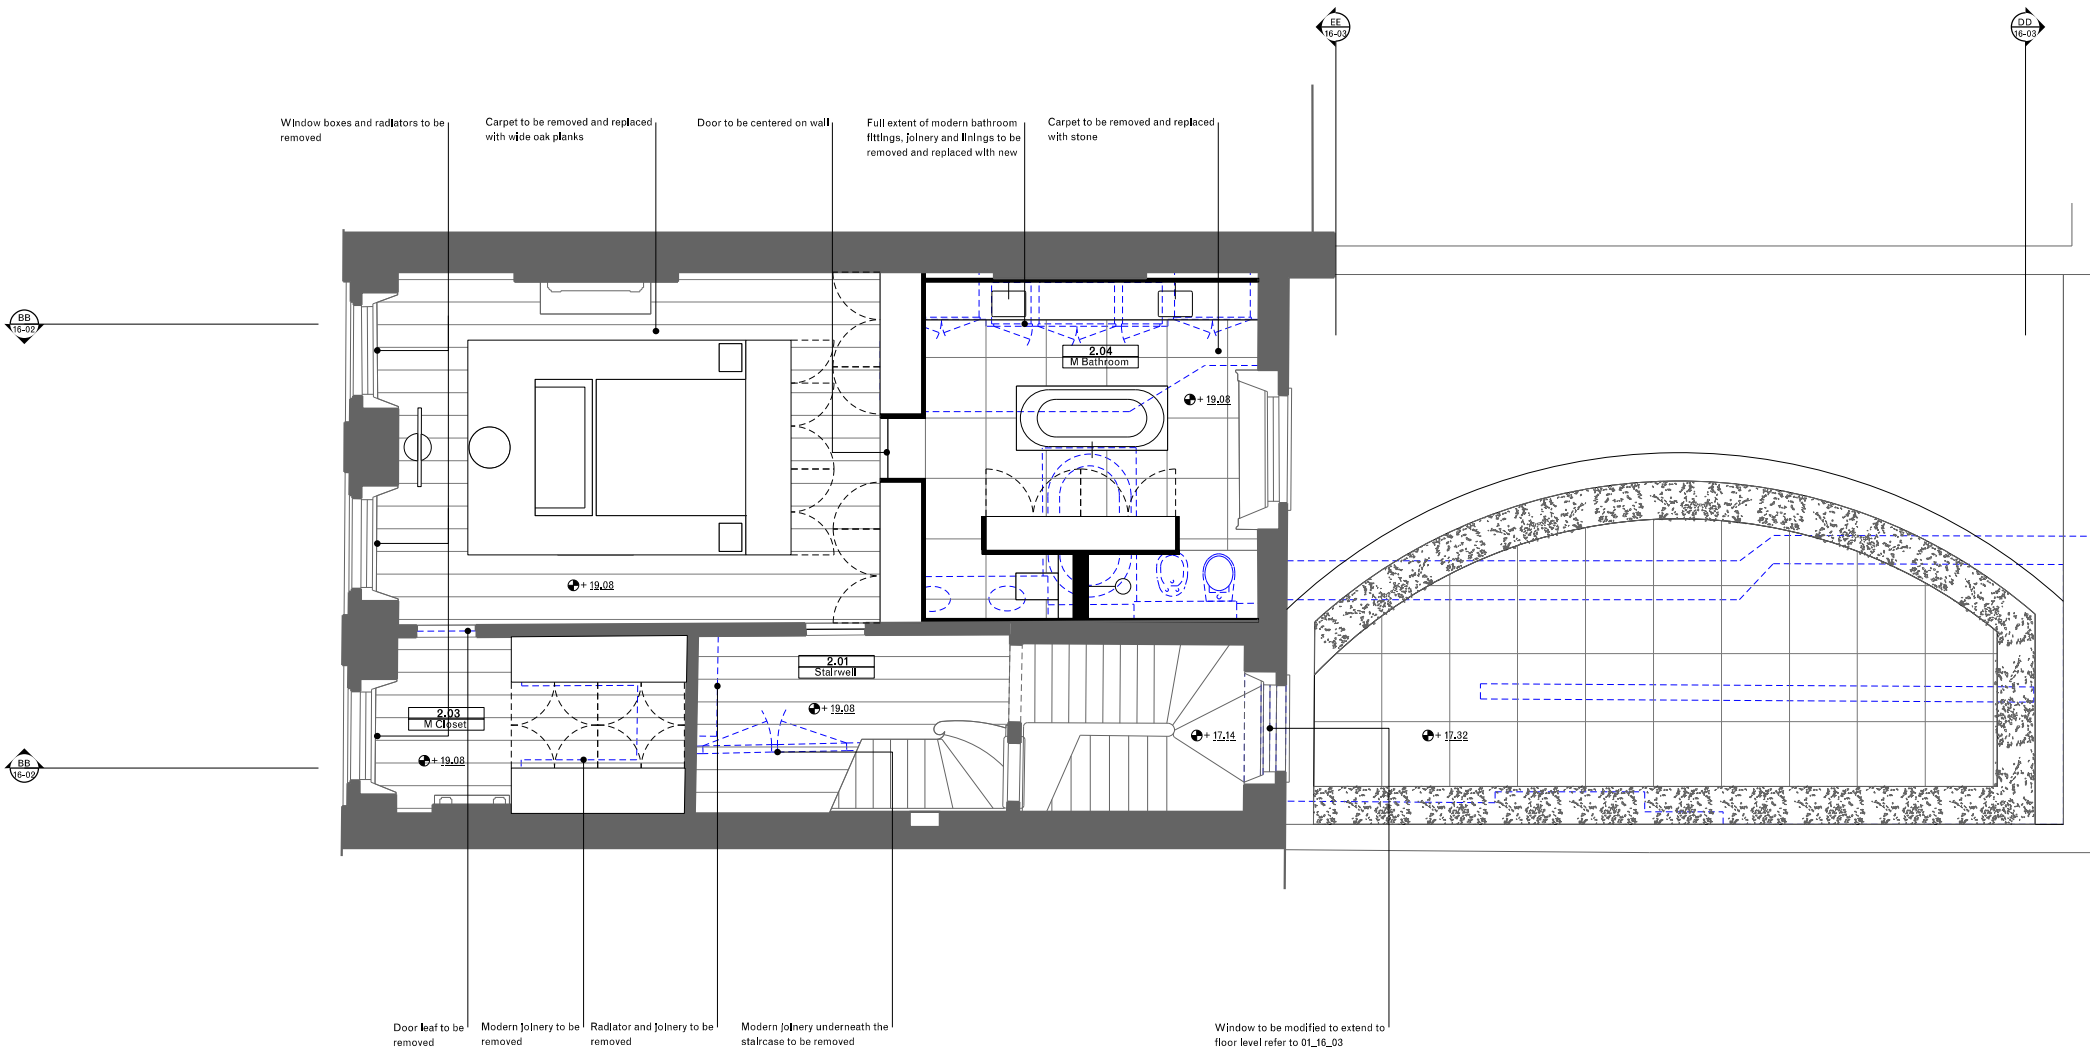 EE
16-03
DD
16-03
Window boxes and radiators to be
removed
Carpet to be removed and replaced
with wide oak planks
Door to be centered on wall
Full extent of modern bathroom
fittings, joinery and linings to be
removed and replaced with new
Carpet to be removed and replaced
with stone
BB
16-02
2.04
M Bathroom
+ 19.08
+ 19.08
2.01
Stairwell
2.03
M Closet
+ 19.08
+ 17.14
+ 17.32
+ 19.08
BB
16-02
Door leaf to be
removed
Modern joinery to be
removed
Radiator and joinery to be
removed
Modern joinery underneath the
staircase to be removed
Window to be modified to extend to
floor level refer to 01_16_03